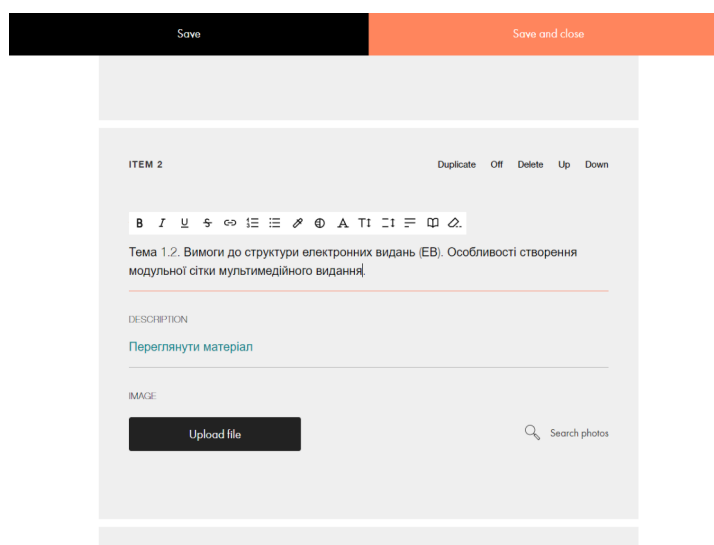 Save
Save and close
ITEM 2
Duplicate Off Delete Up Down
B I U S A T
Тема 1.2. Вимоги до структури електронних видань (ЕВ). Особливості створення
модульної сітки мультимедійного видання.
DESCRIPTION
Переглянути матеріал
IMAGE
Upload file
Search photos